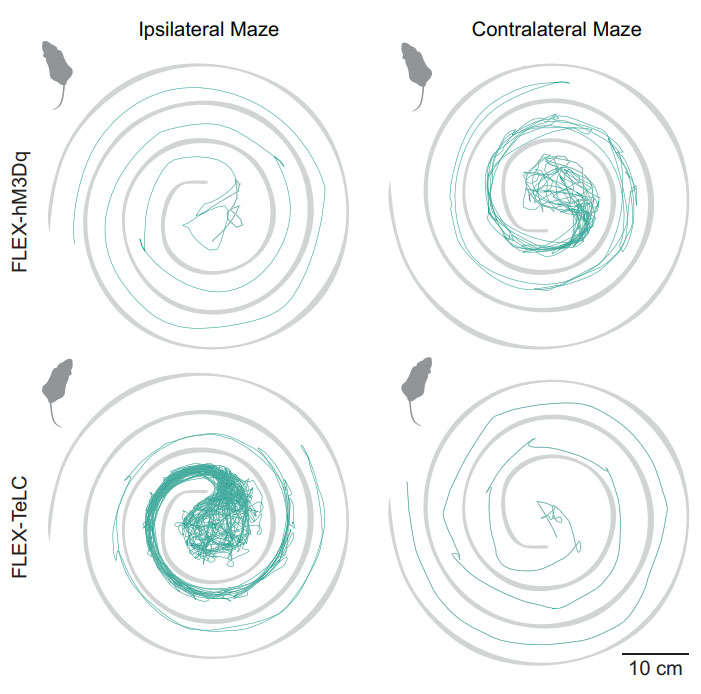 Ipsilateral Maze
Contralateral Maze
FLEX-hM3Dq
FLEX-TeLC
10 cm